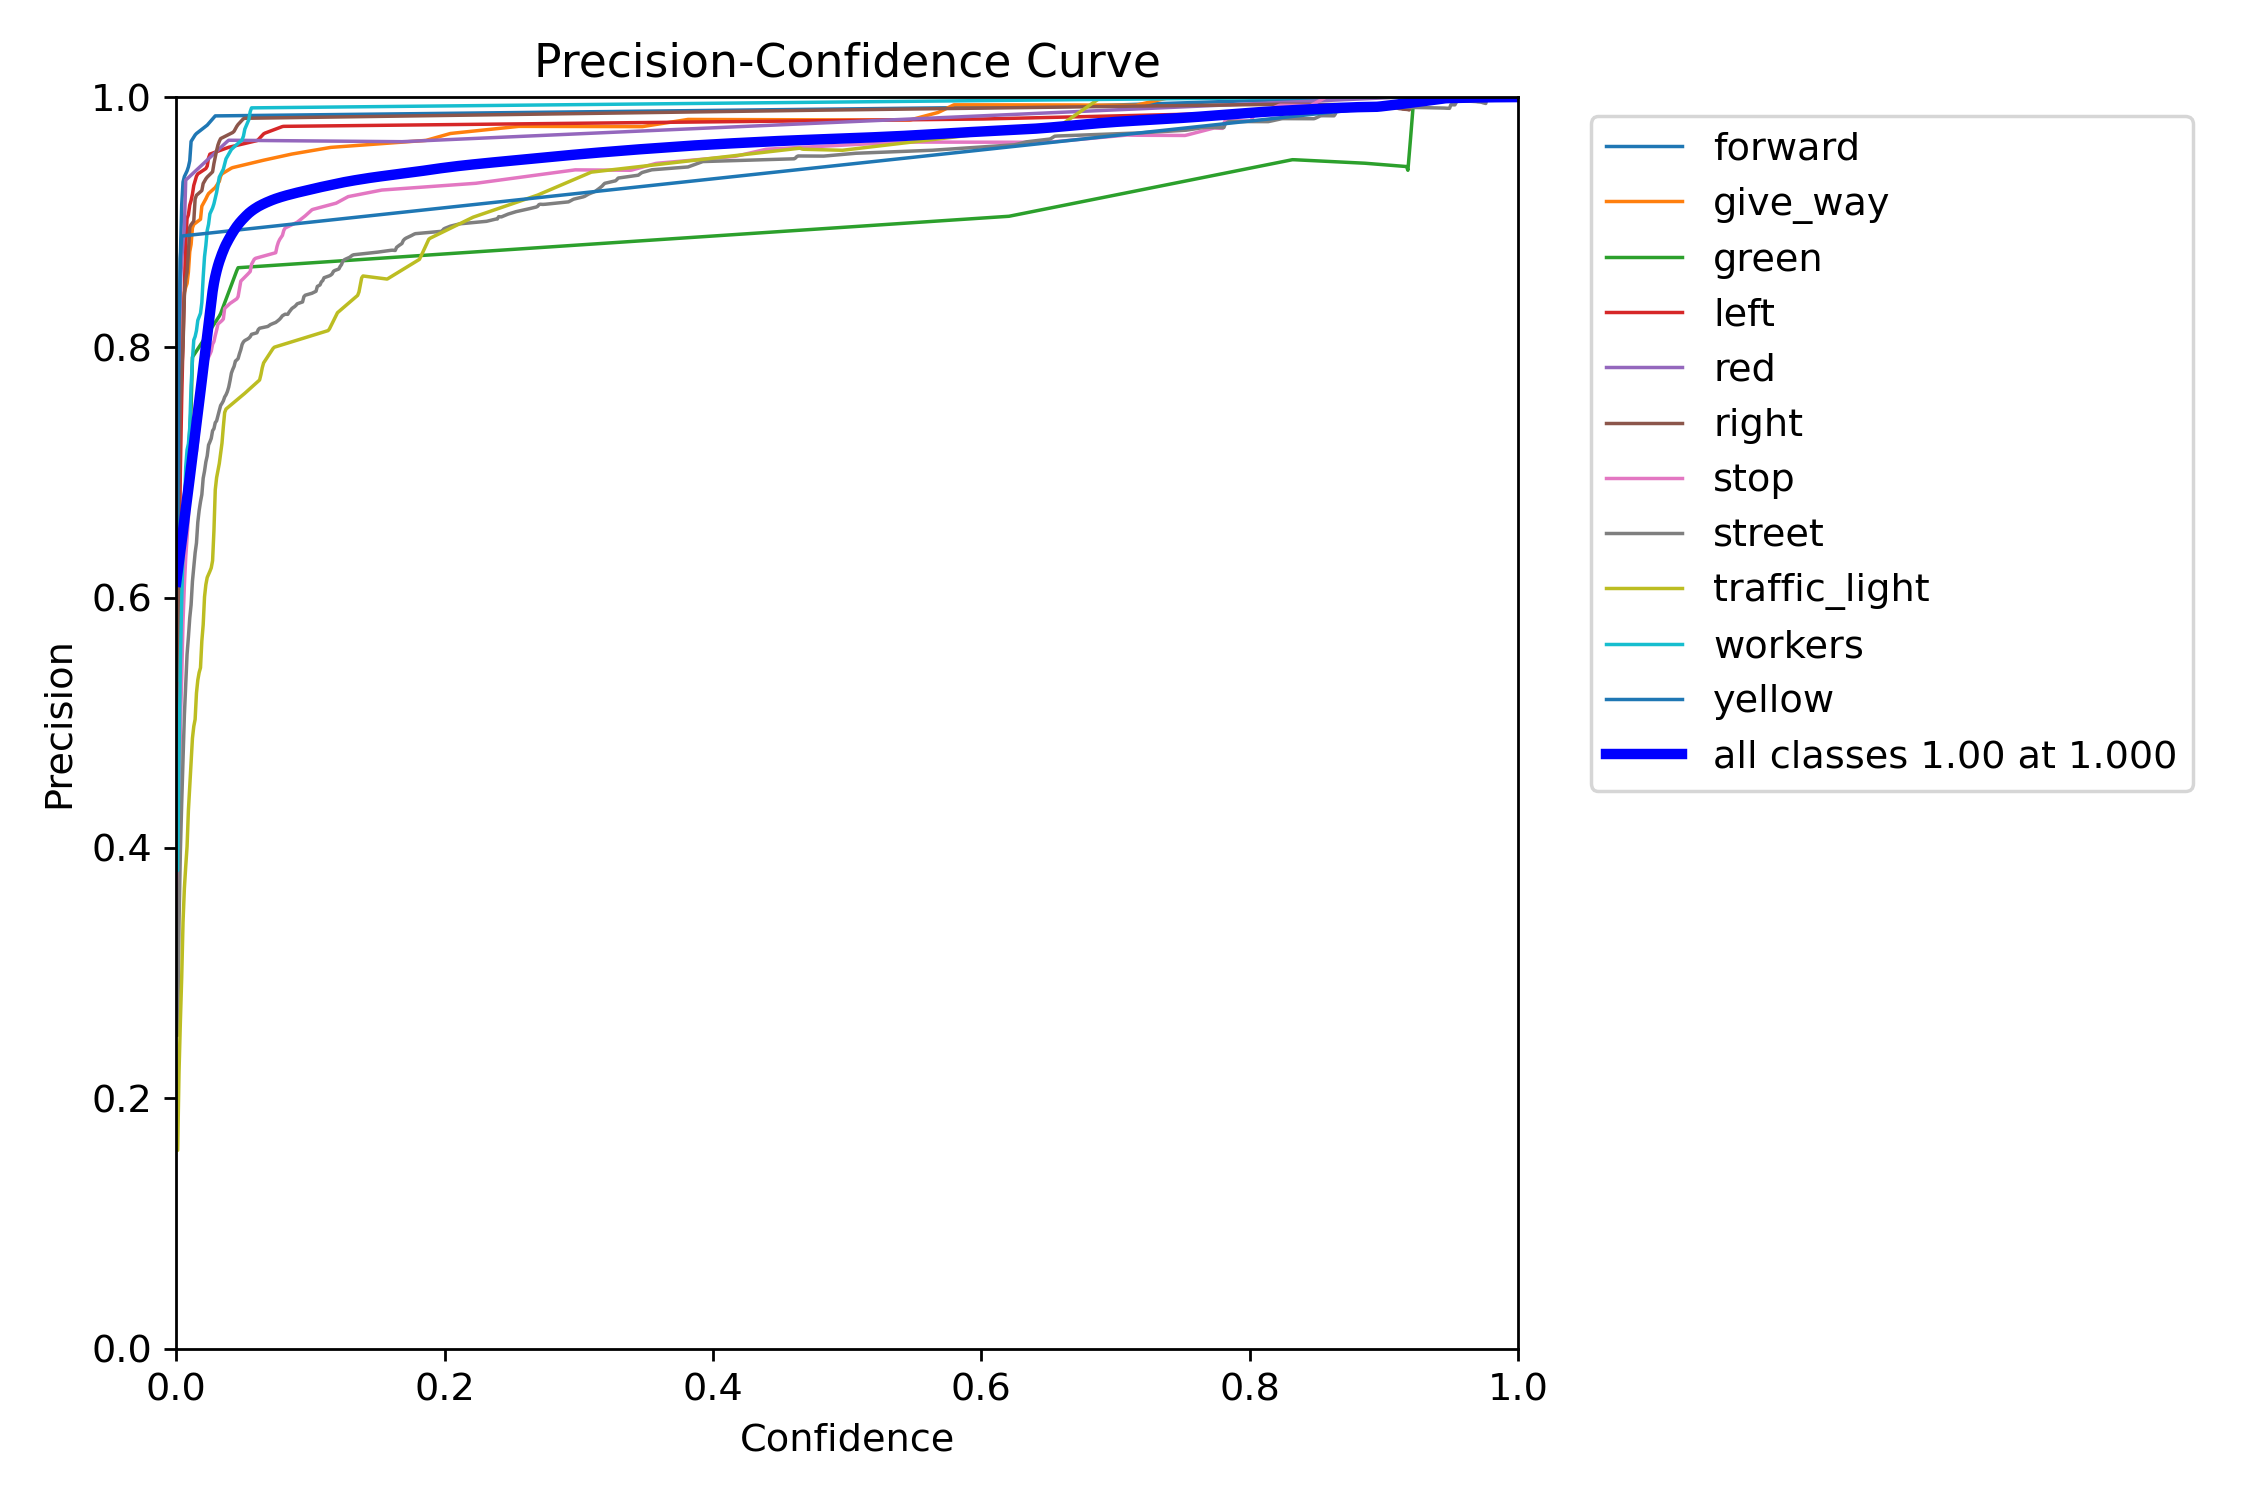 Precision-Confidence Curve
1.0
0.8
0.6
0.4
0.2
0.0
Precision
0.0 0.2 0.4 0.6 0.8 1.0
Confidence
forward
give_way
green
left
red
right
stop
street
traffic_light
workers
yellow
all classes 1.00 at 1.000